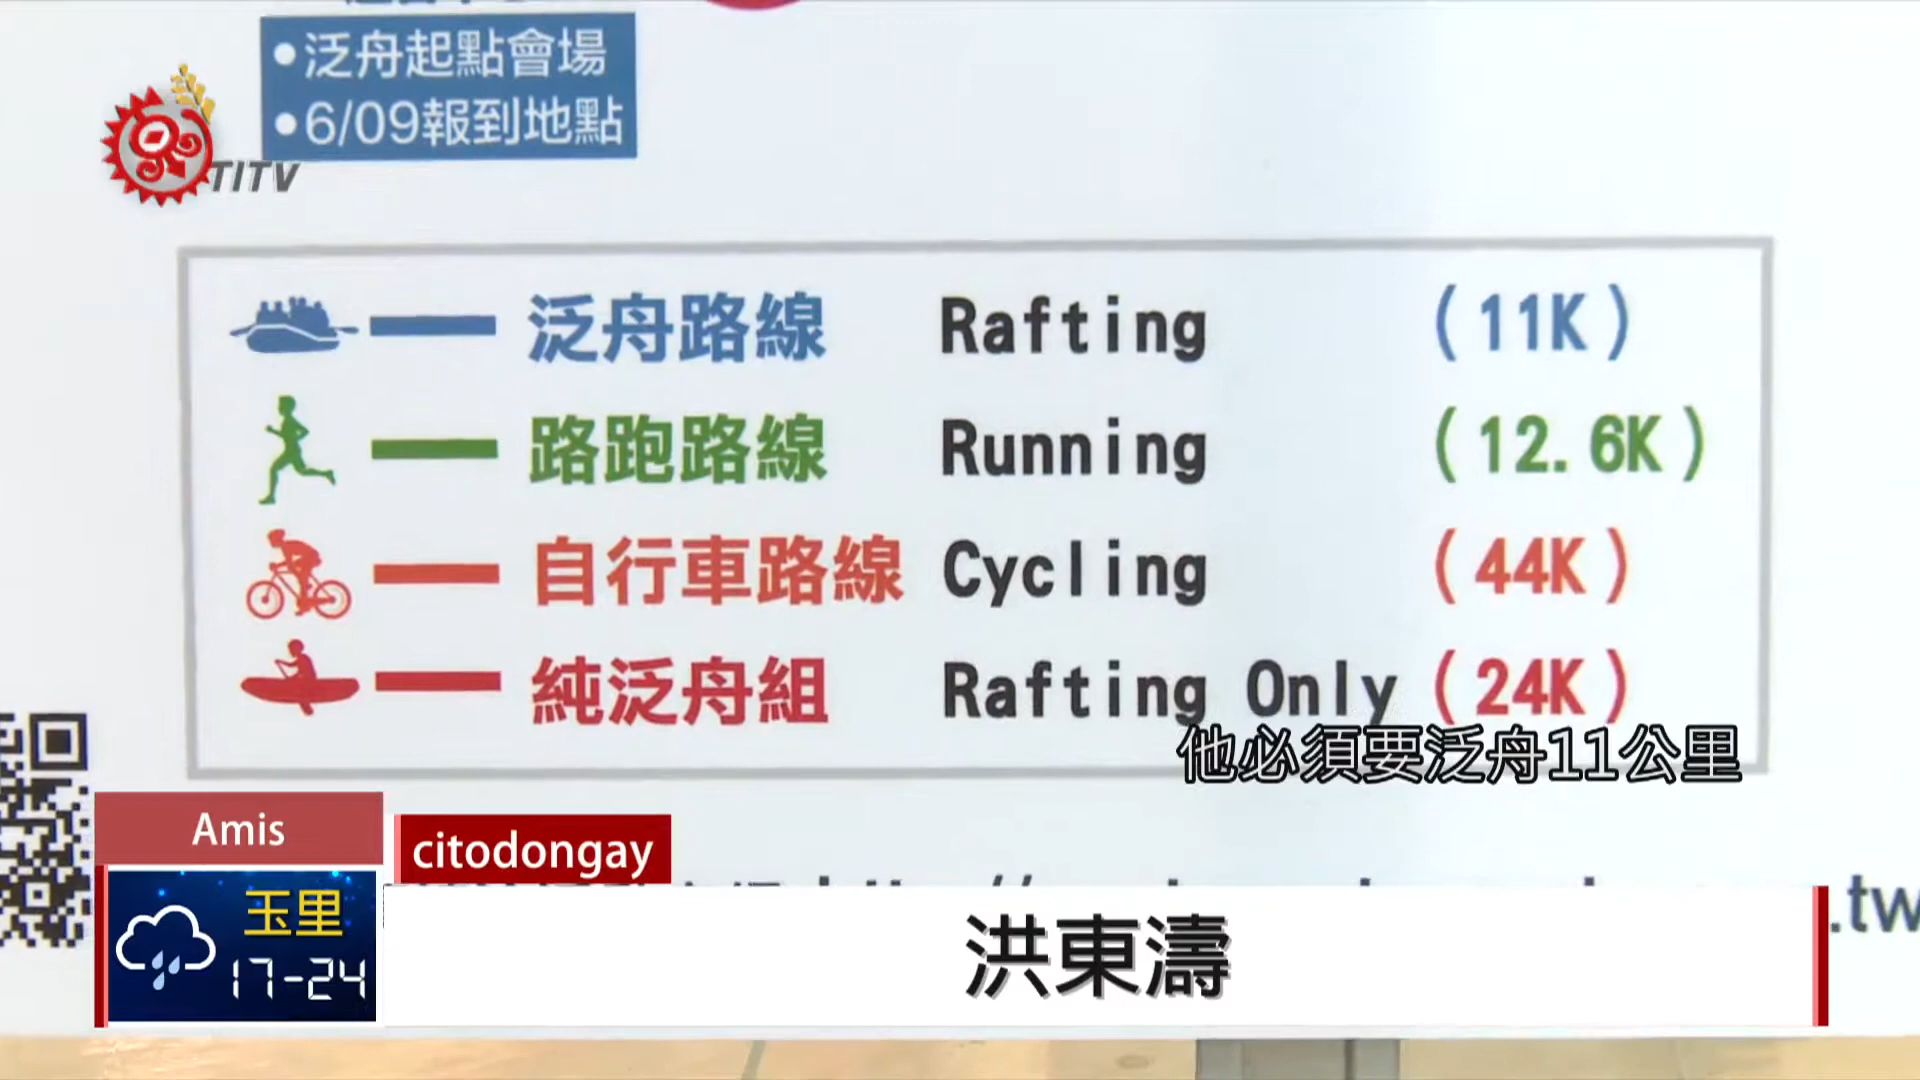 •泛舟起點會場
•6/09報到地點
TITV
泛舟路線 Rafting (11K)
路跑路線 Running (12.6K)
自行車路線 Cycling (44K)
純泛舟組 Rafting Only (24K)
他必須要泛舟11公里
Amis
citodongay
玉里
17-24
洪東濤
.tw